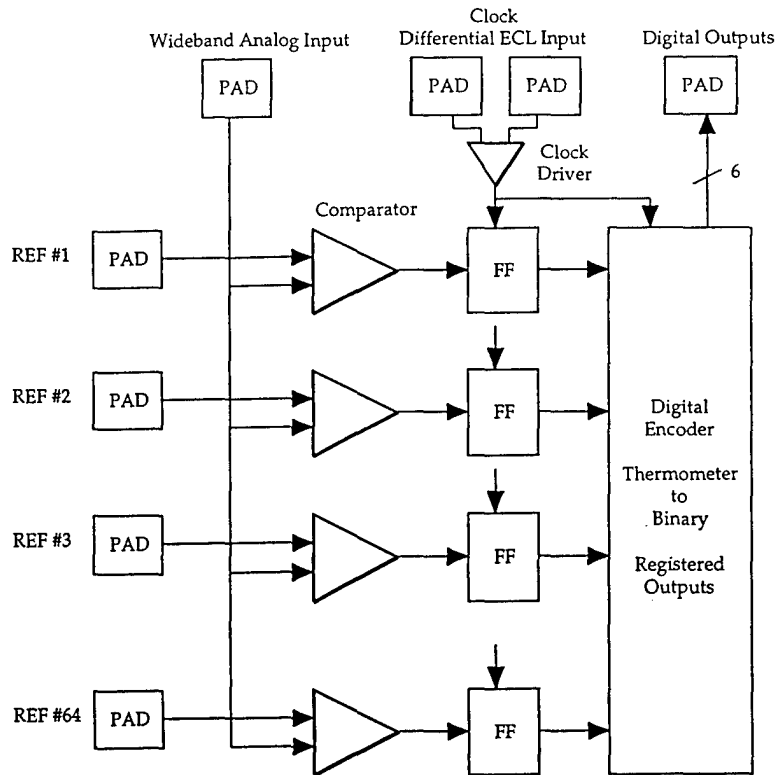 Clock
Wideband Analog Input
Differential ECL Input
Digital Outputs
PAD
PAD
PAD
PAD
Clock
Driver
6
Comparator
REF #1
PAD
FF
REF #2
PAD
FF
REF #3
PAD
FF
REF #64
PAD
FF
Digital
Encoder
Thermometer
to
Binary
Registered
Outputs